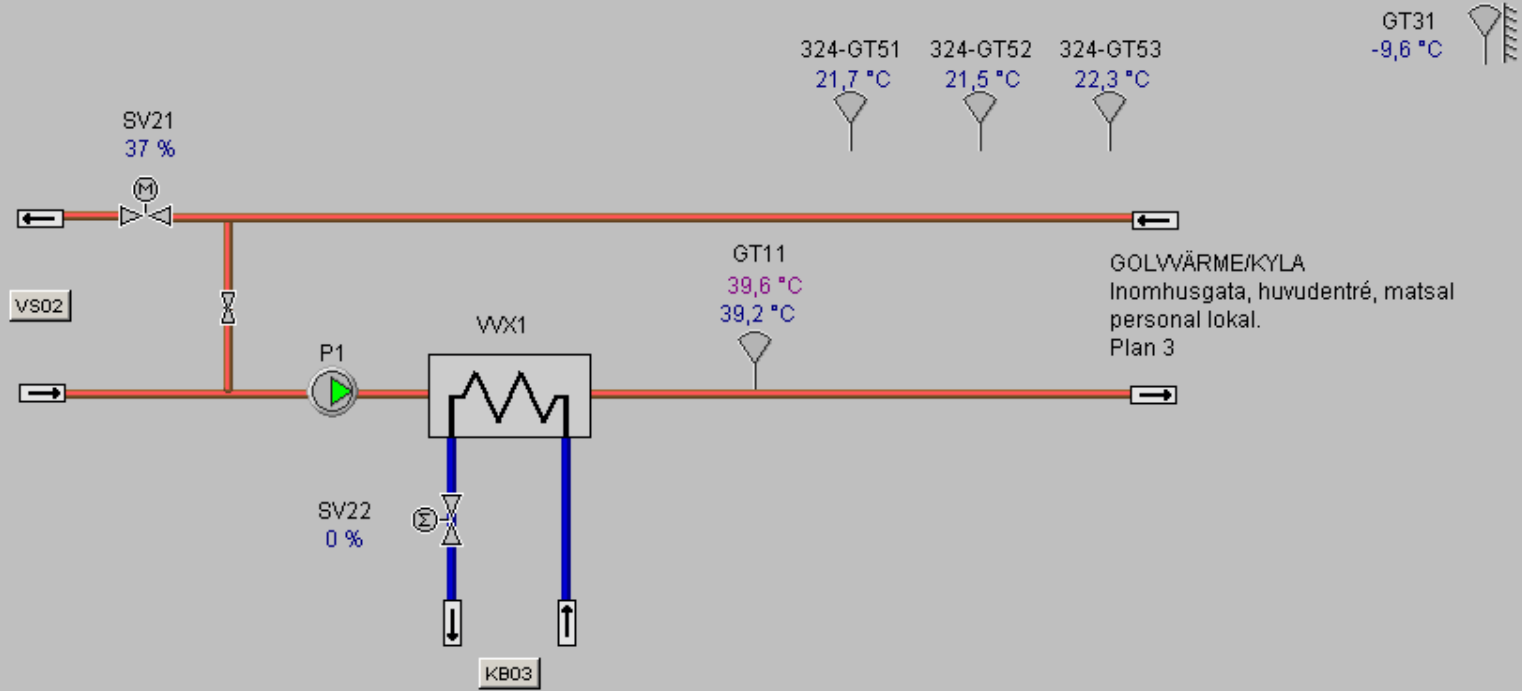 GT31
-9,6 °C
324-GT51 324-GT52 324-GT53
21,7 °C 21,5 °C 22,3 °C
SV21
37 %
M
GT11
39,6 °C
39,2 °C
GOLVVÄRME/KYLA
Inomhusgata, huvudentré, matsal
personal lokal.
Plan 3
VS02
VVX1
P1
SV22
0 %
M
KB03